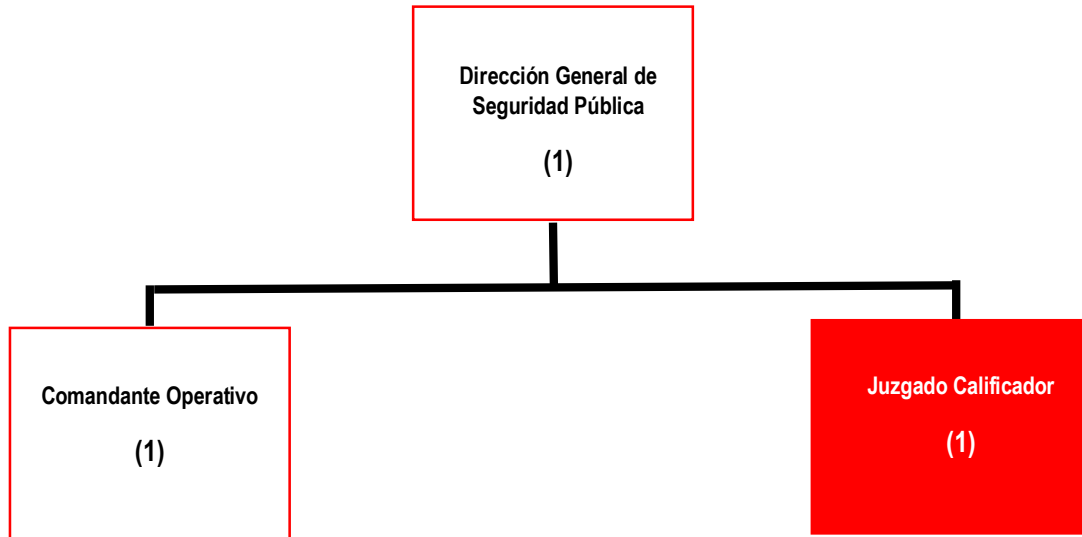 Dirección General de
Seguridad Pública
(1)
Comandante Operativo
(1)
Juzgado Calificador
(1)